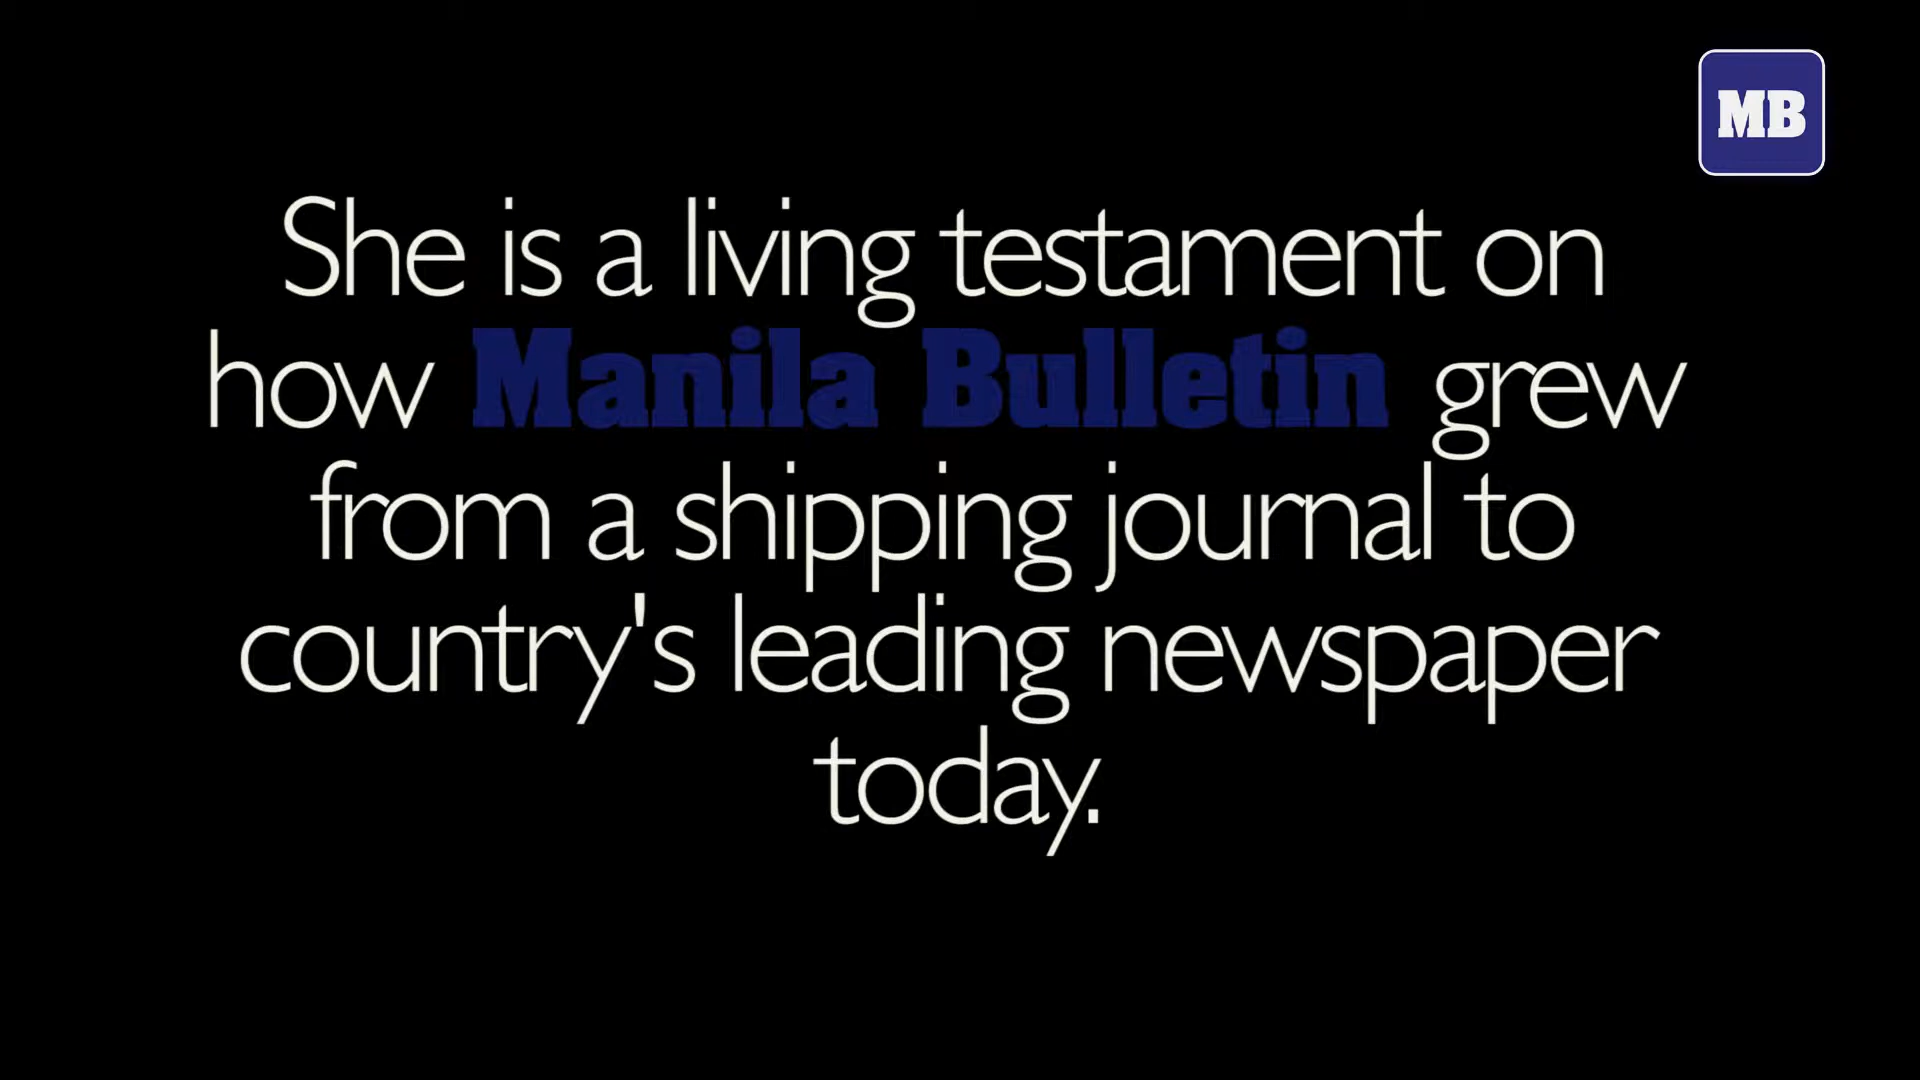 MB
She is a living testament on
how Manila Bulletin grew
from a shipping journal to
country's leading newspaper
today.